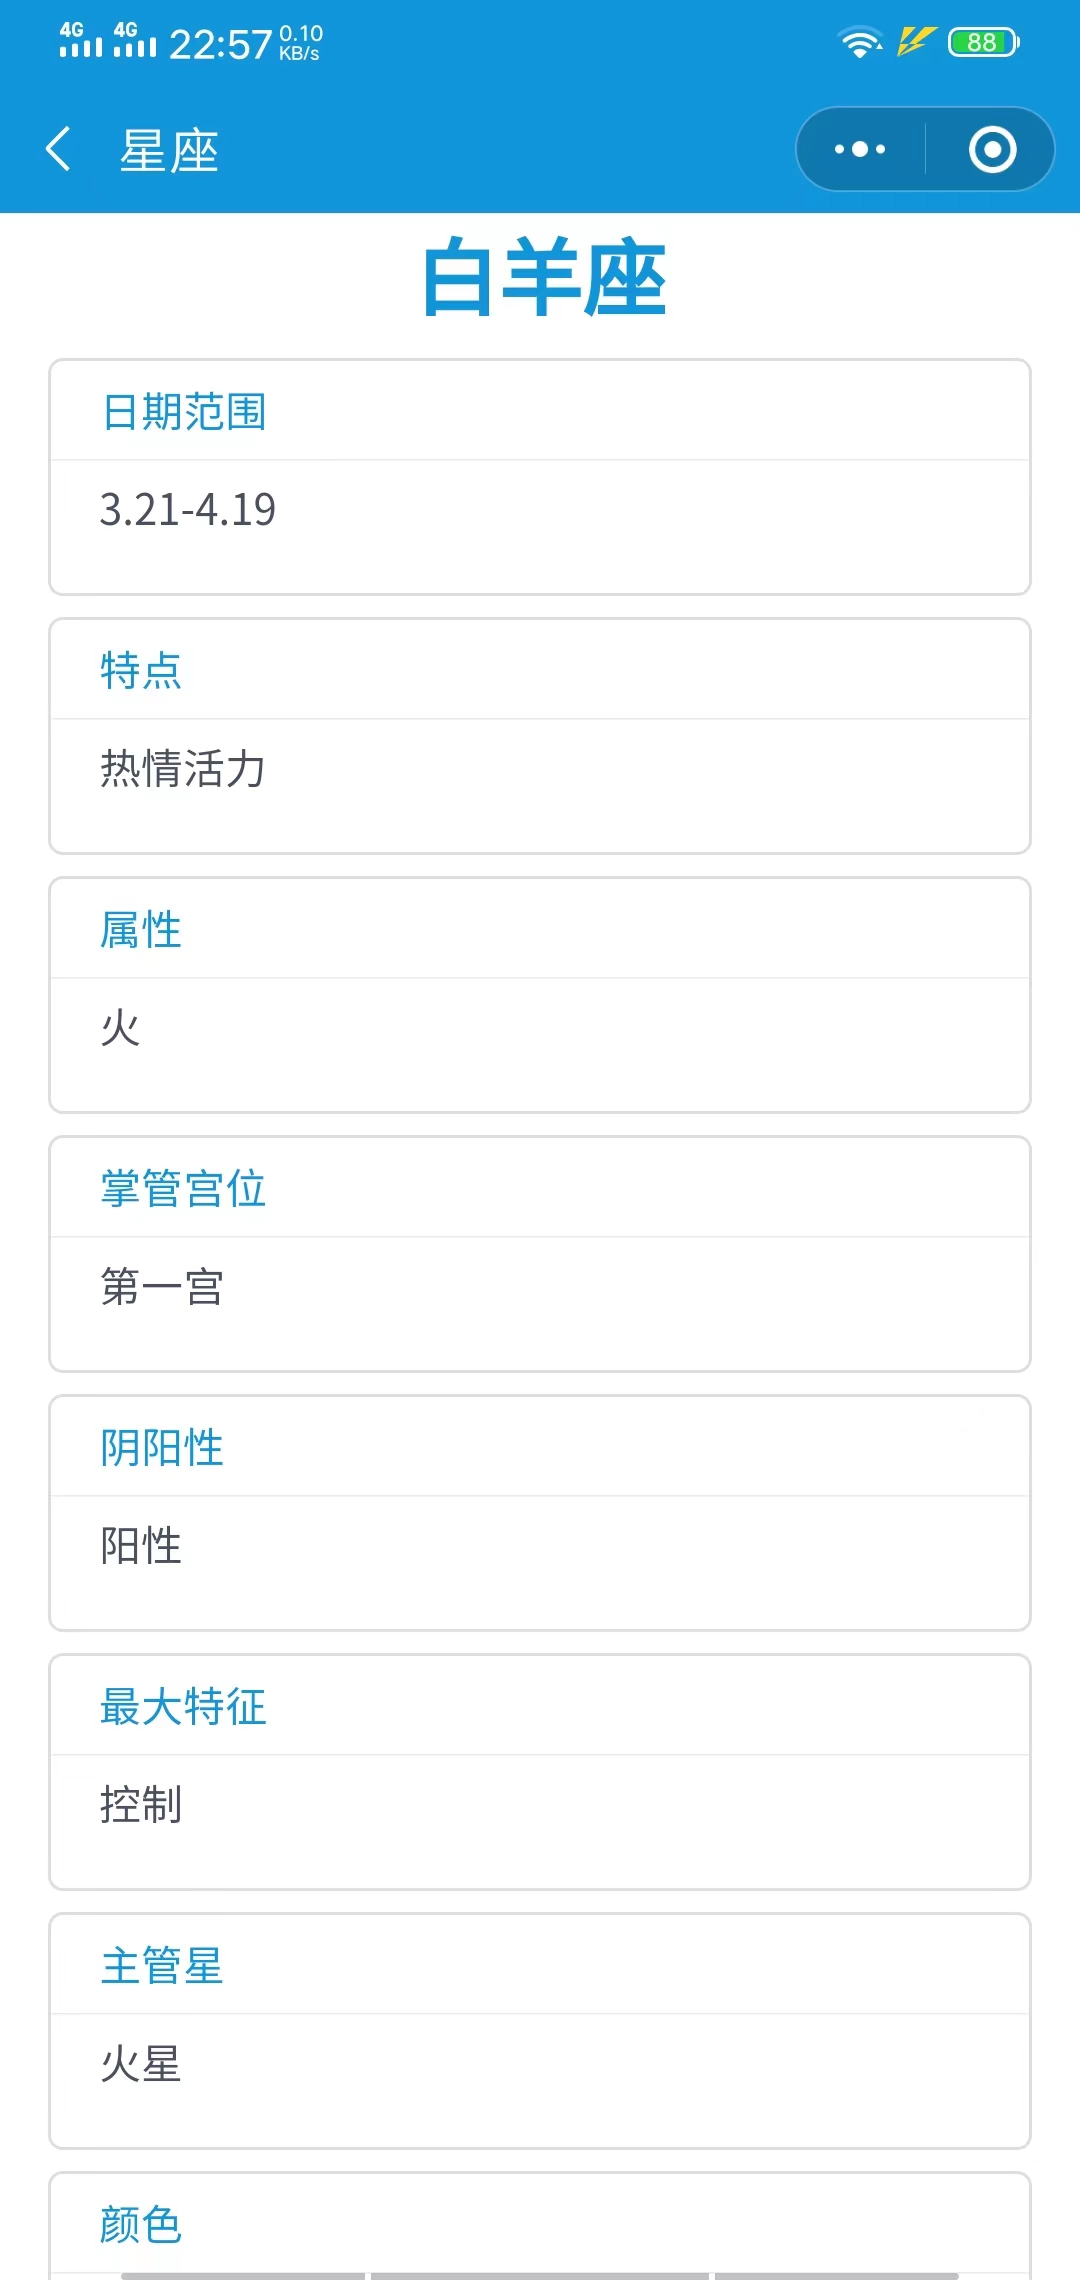 4G 4G 22:57 0.10 KB/s 88
星座
白羊座
日期范围
3.21-4.19
特点
热情活力
属性
火
掌管宫位
第一宫
阴阳性
阳性
最大特征
控制
主管星
火星
颜色